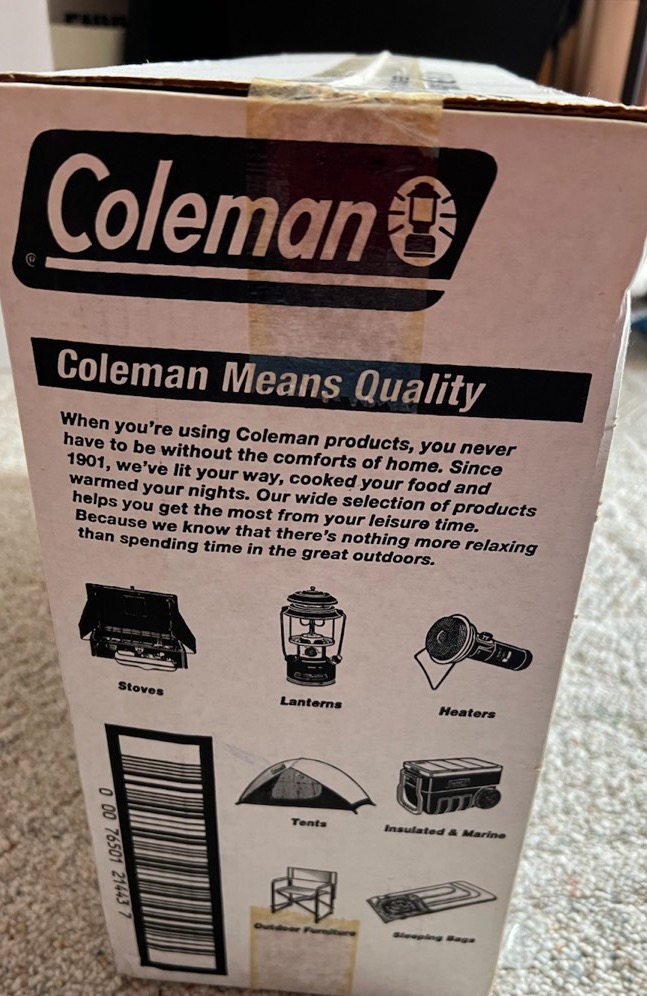 Coleman
®
Coleman Means Quality
When you're using Coleman products, you never
have to be without the comforts of home. Since
1901, we've lit your way, cooked your food and
warmed your nights. Our wide selection of products
helps you get the most from your leisure time.
Because we know that there's nothing more relaxing
than spending time in the great outdoors.
Stoves
Lanterns
Heaters
Tents
Insulated & Marine
Outdoor Furniture
Sleeping Bags
0 00 76501 21443 7